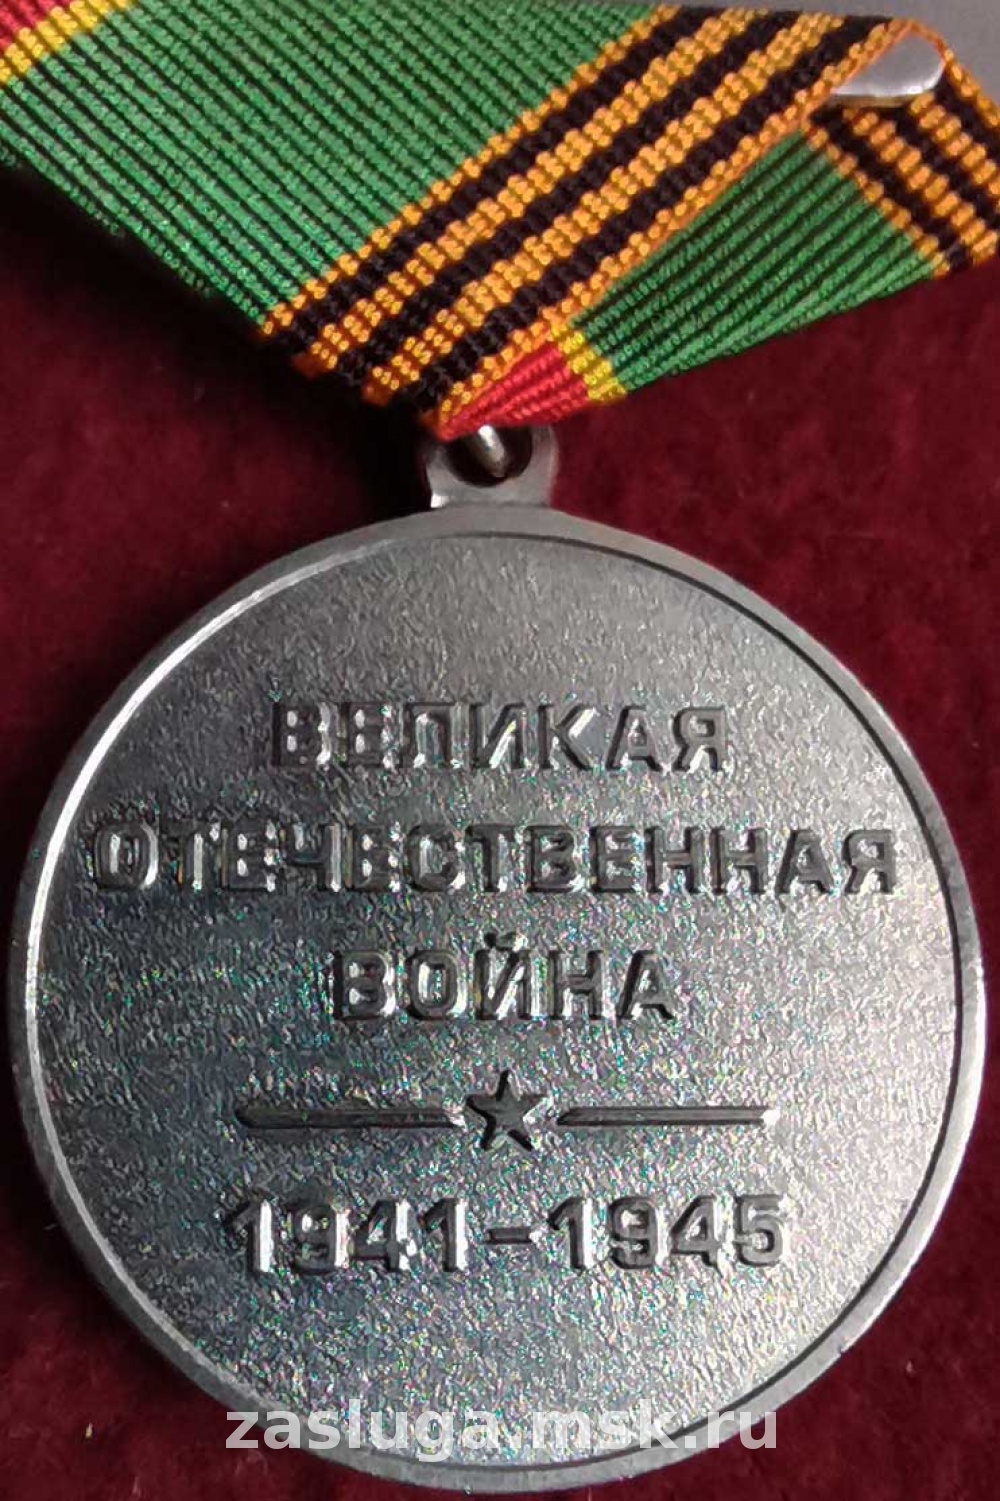 ВЕЛИКАЯ
ОТЕЧЕСТВЕННАЯ
ВОЙНА
1941-1945
zasluga.msk.ru